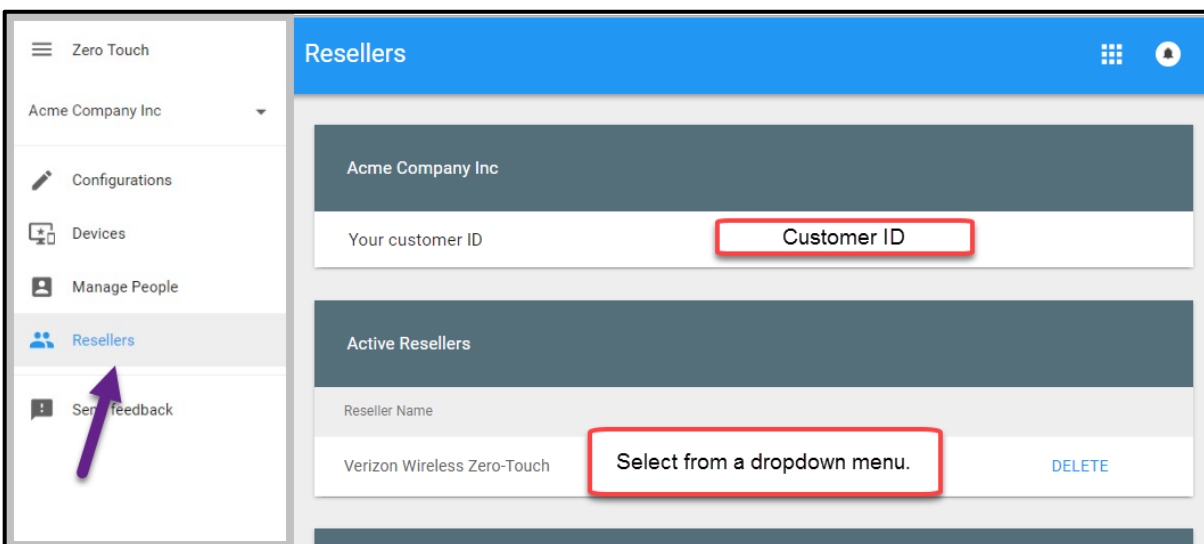 Zero Touch
Acme Company Inc
Configurations
Devices
Manage People
Resellers
Send feedback
Resellers
Acme Company Inc
Your customer ID
Customer ID
Active Resellers
Reseller Name
Verizon Wireless Zero-Touch
Select from a dropdown menu.
DELETE